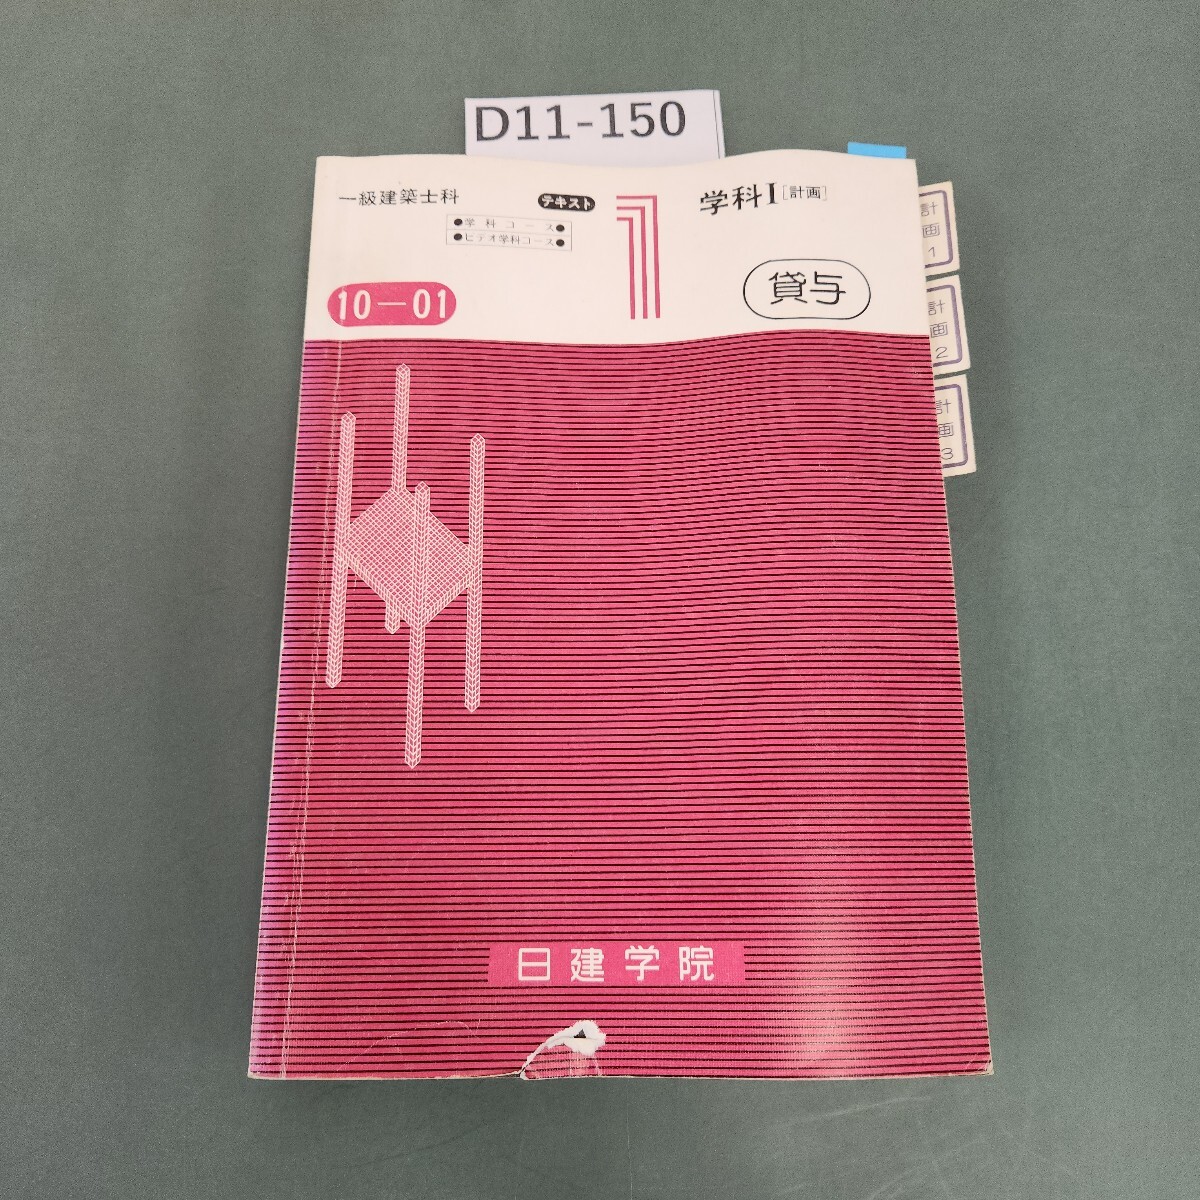 D11-150
一級建築士科
テキスト
●学科コース●
●ビデオ学科コース●
1
学科I[計画]
貸与
10-01
計画1
計画2
計画3
日建学院